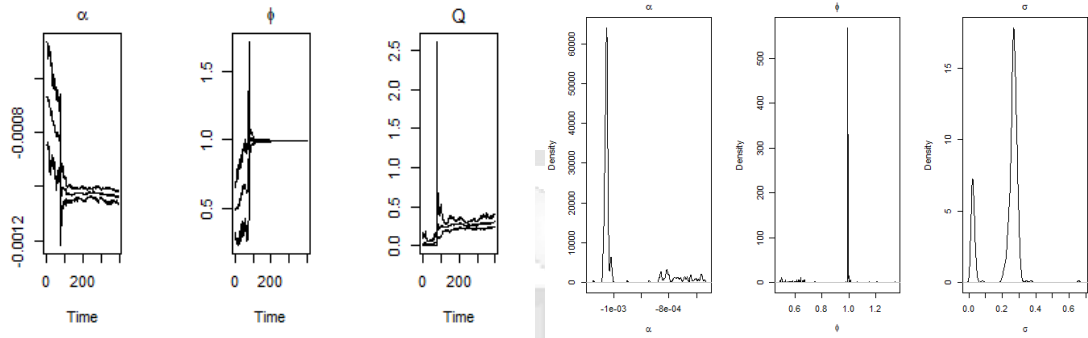 α
-0.0012
-0.0008
0
200
Time
ϕ
0.5
1.0
1.5
0
200
Time
Q
0.0
0.5
1.0
1.5
2.0
2.5
0
200
Time
α
Density
0
10000
20000
30000
40000
50000
60000
-1e-03
-8e-04
α
ϕ
Density
0
100
200
300
400
500
0.6
0.8
1.0
1.2
ϕ
σ
Density
0
5
10
15
0.0
0.2
0.4
0.6
σ